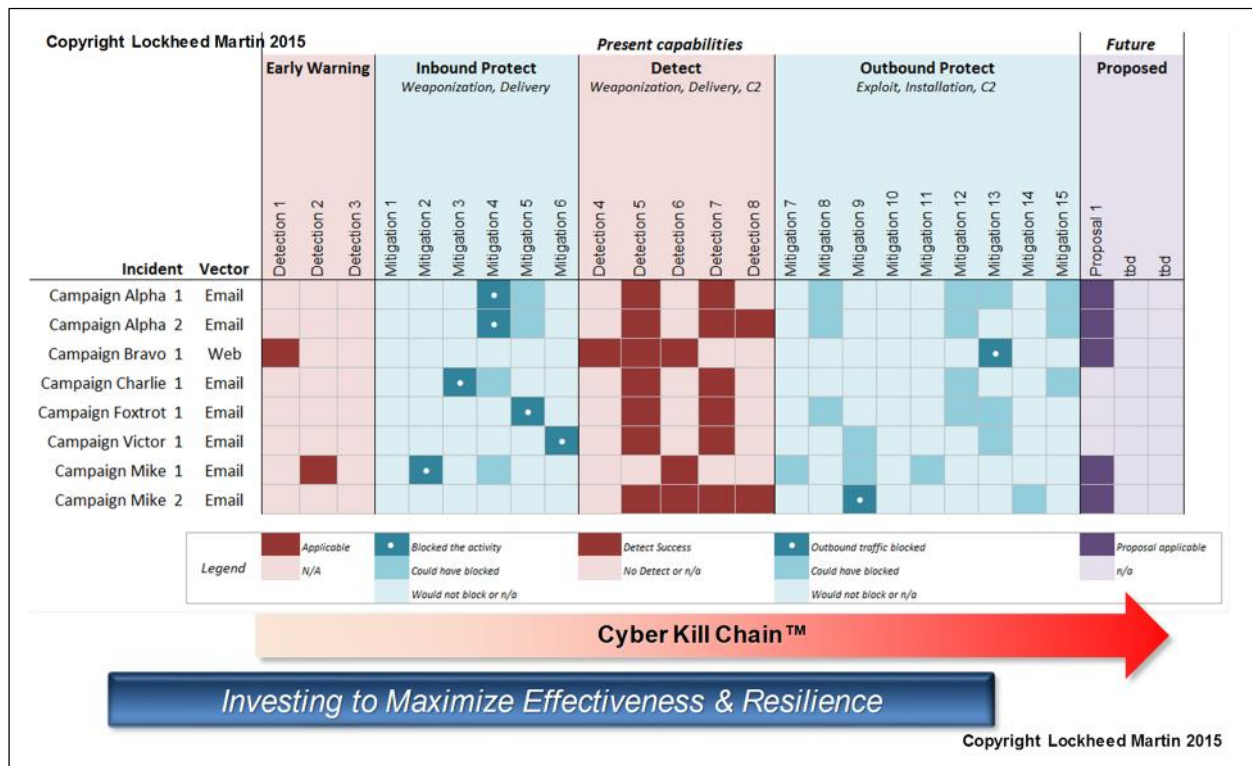 Copyright Lockheed Martin 2015
Present capabilities
Future
Early Warning
Inbound Protect
Detect
Outbound Protect
Proposed
Weaponization, Delivery
Weaponization, Delivery, C2
Exploit, Installation, C2
Incident
Vector
Detection 1
Detection 2
Detection 3
Mitigation 1
Mitigation 2
Mitigation 3
Mitigation 4
Mitigation 5
Mitigation 6
Detection 4
Detection 5
Detection 6
Detection 7
Detection 8
Mitigation 7
Mitigation 8
Mitigation 9
Mitigation 10
Mitigation 11
Mitigation 12
Mitigation 13
Mitigation 14
Mitigation 15
Proposal 1
tbd
tbd
Campaign Alpha 1 Email
Campaign Alpha 2 Email
Campaign Bravo 1 Web
Campaign Charlie 1 Email
Campaign Foxtrot 1 Email
Campaign Victor 1 Email
Campaign Mike 1 Email
Campaign Mike 2 Email
Legend
Applicable
N/A
Blocked the activity
Could have blocked
Would not block or n/a
Detect Success
No Detect or n/a
Outbound traffic blocked
Could have blocked
Would not block or n/a
Proposal applicable
n/a
Cyber Kill Chain™
Investing to Maximize Effectiveness & Resilience
Copyright Lockheed Martin 2015